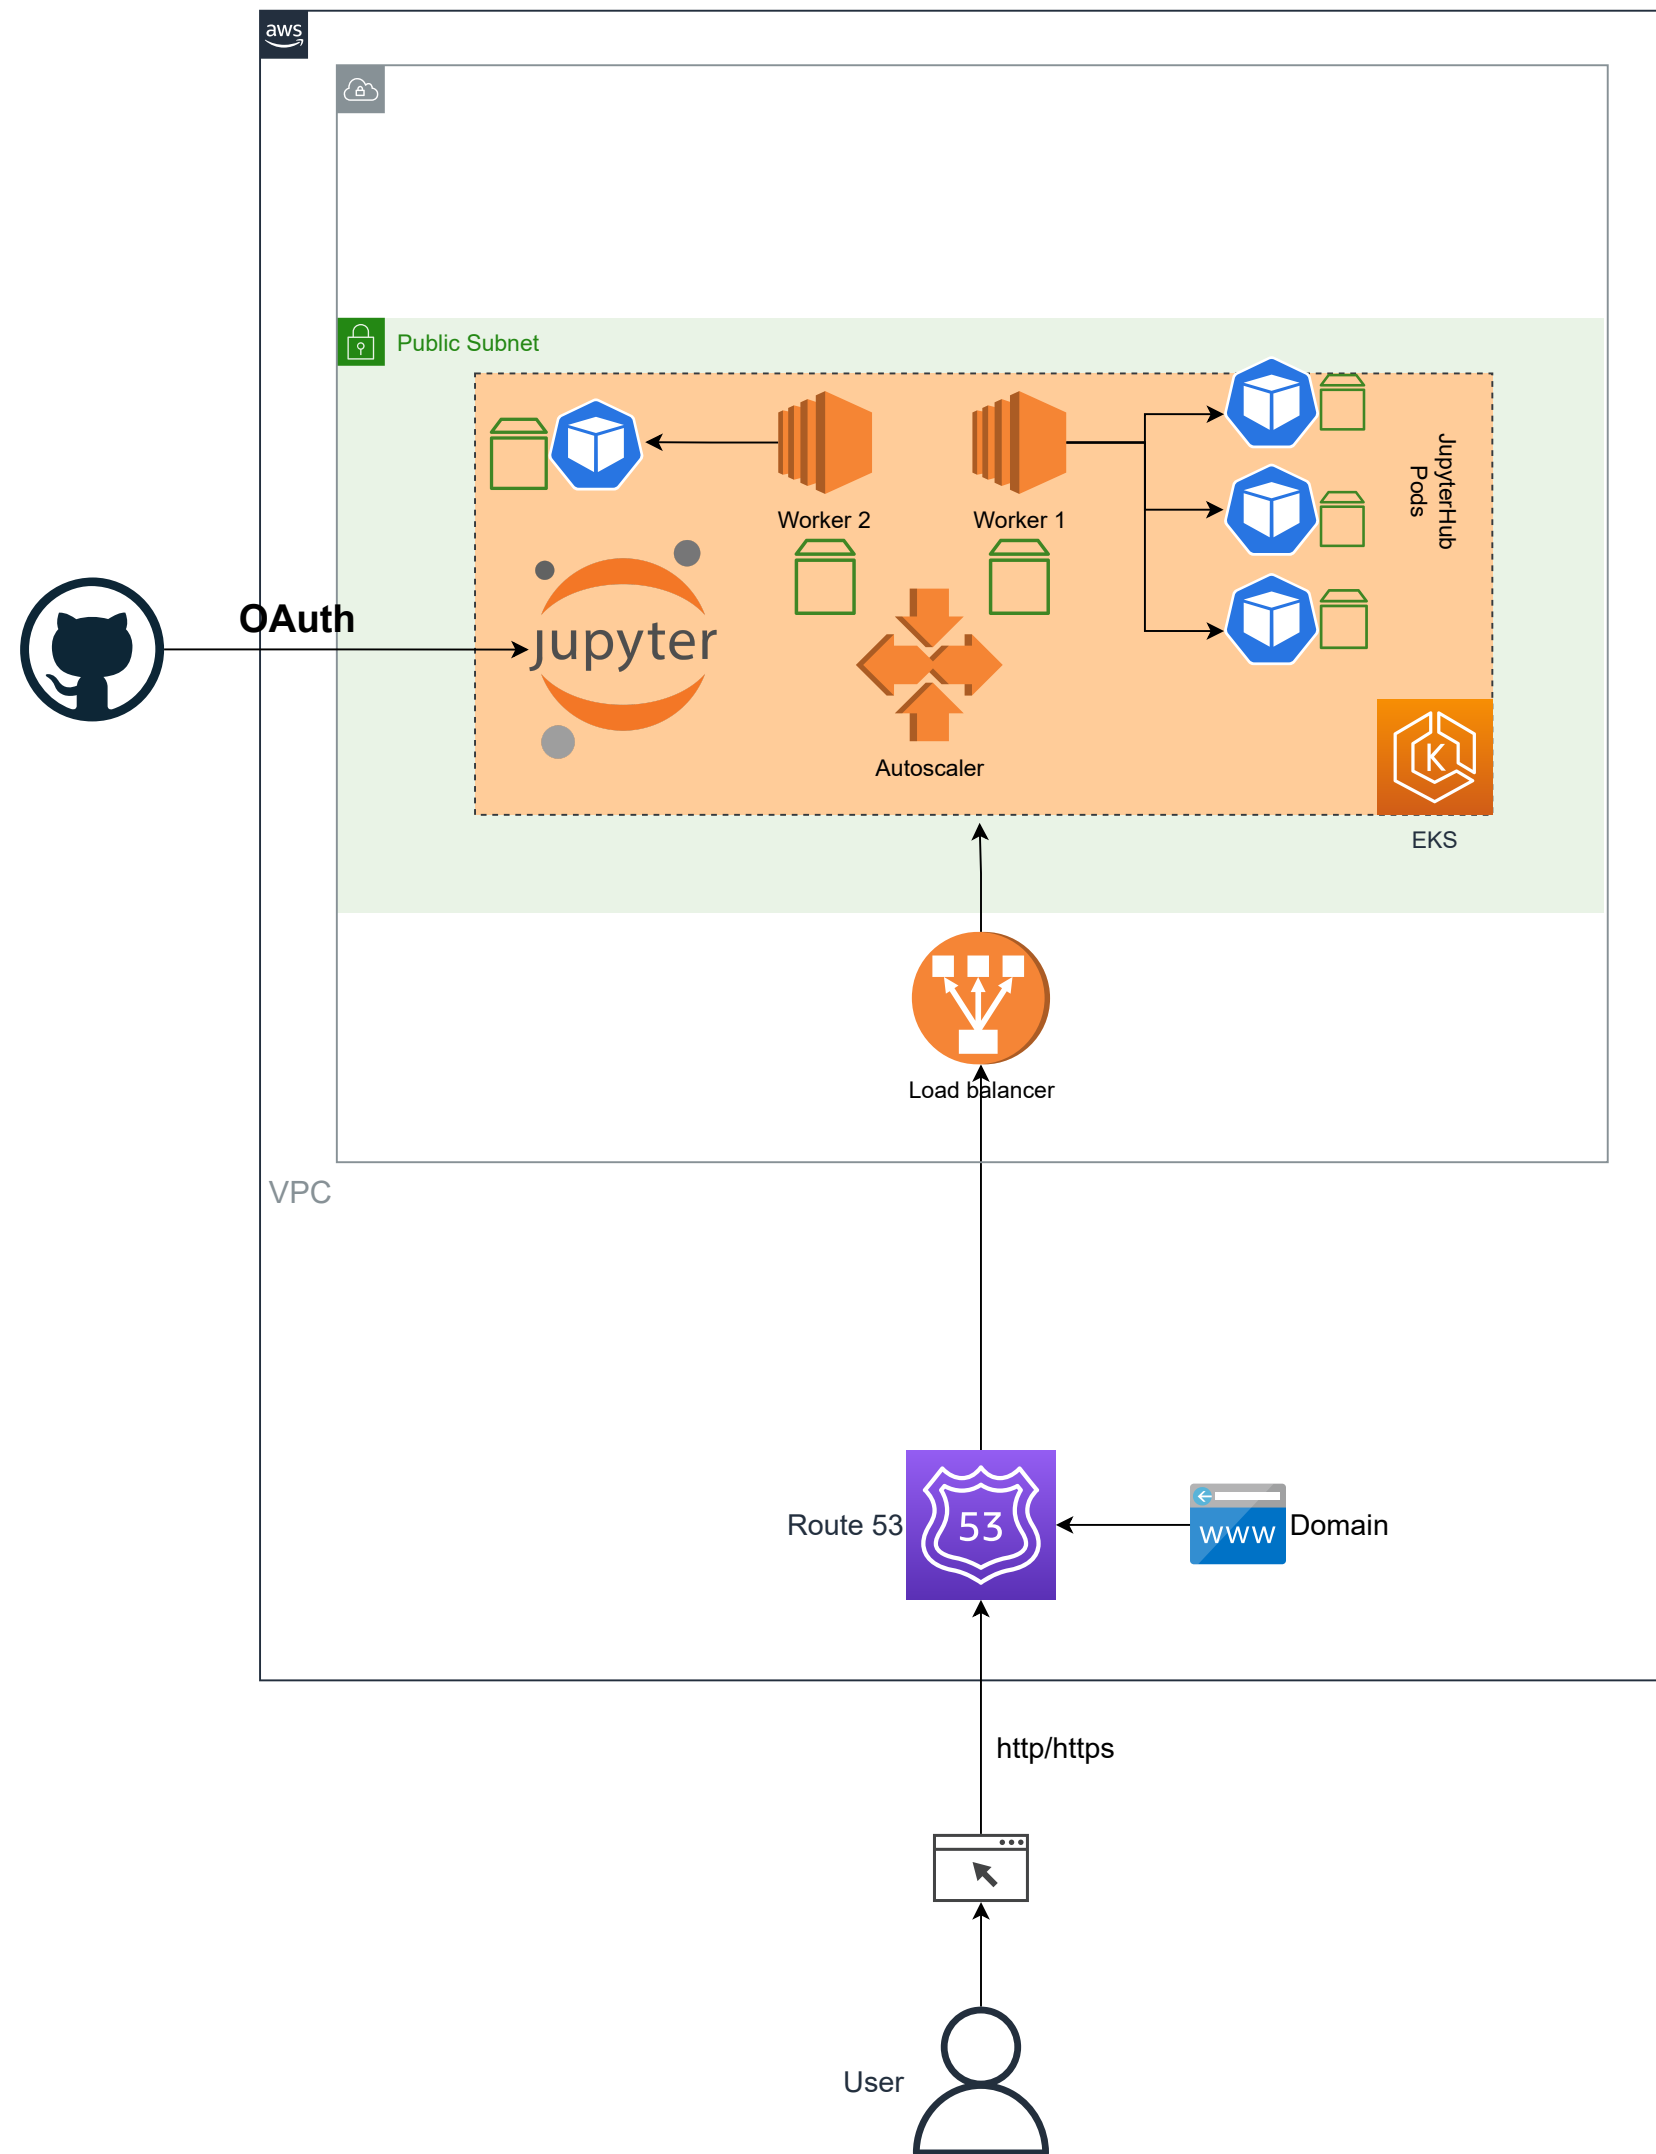 aws
Public Subnet
Worker 2
Worker 1
JupyterHub
Pods
OAuth
jupyter
Autoscaler
K
EKS
Load balancer
VPC
Route 53
53
WWW
Domain
http/https
User